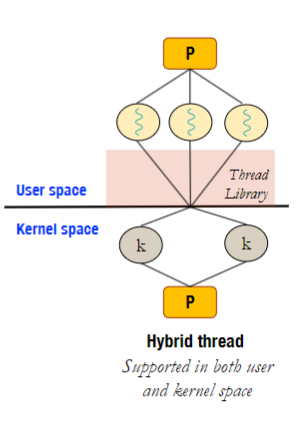 P
Thread
Library
User space
Kernel space
k
k
P
Hybrid thread
Supported in both user
and kernel space